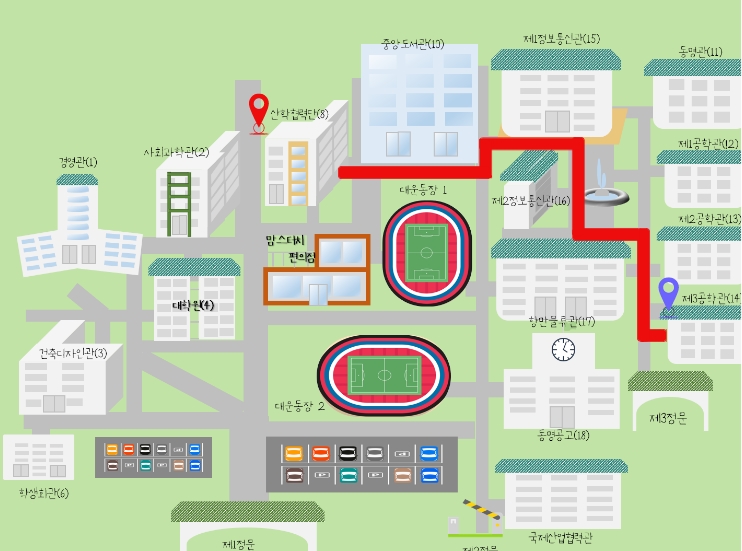 중앙도서관(10)
제1정보통신관(15)
동명관(11)
산학협력단(8)
사회과학관(2)
제1공학관(12)
경영관(1)
대운동장 1
제2정보통신관(16)
제2공학관(13)
맘스터치
편의점
제3공학관(14)
대학원(4)
항만물류관(17)
건축디자인관(3)
대운동장 2
제3정문
동명공고(18)
학생회관(6)
국제산업협력관
제1정문
제2정문